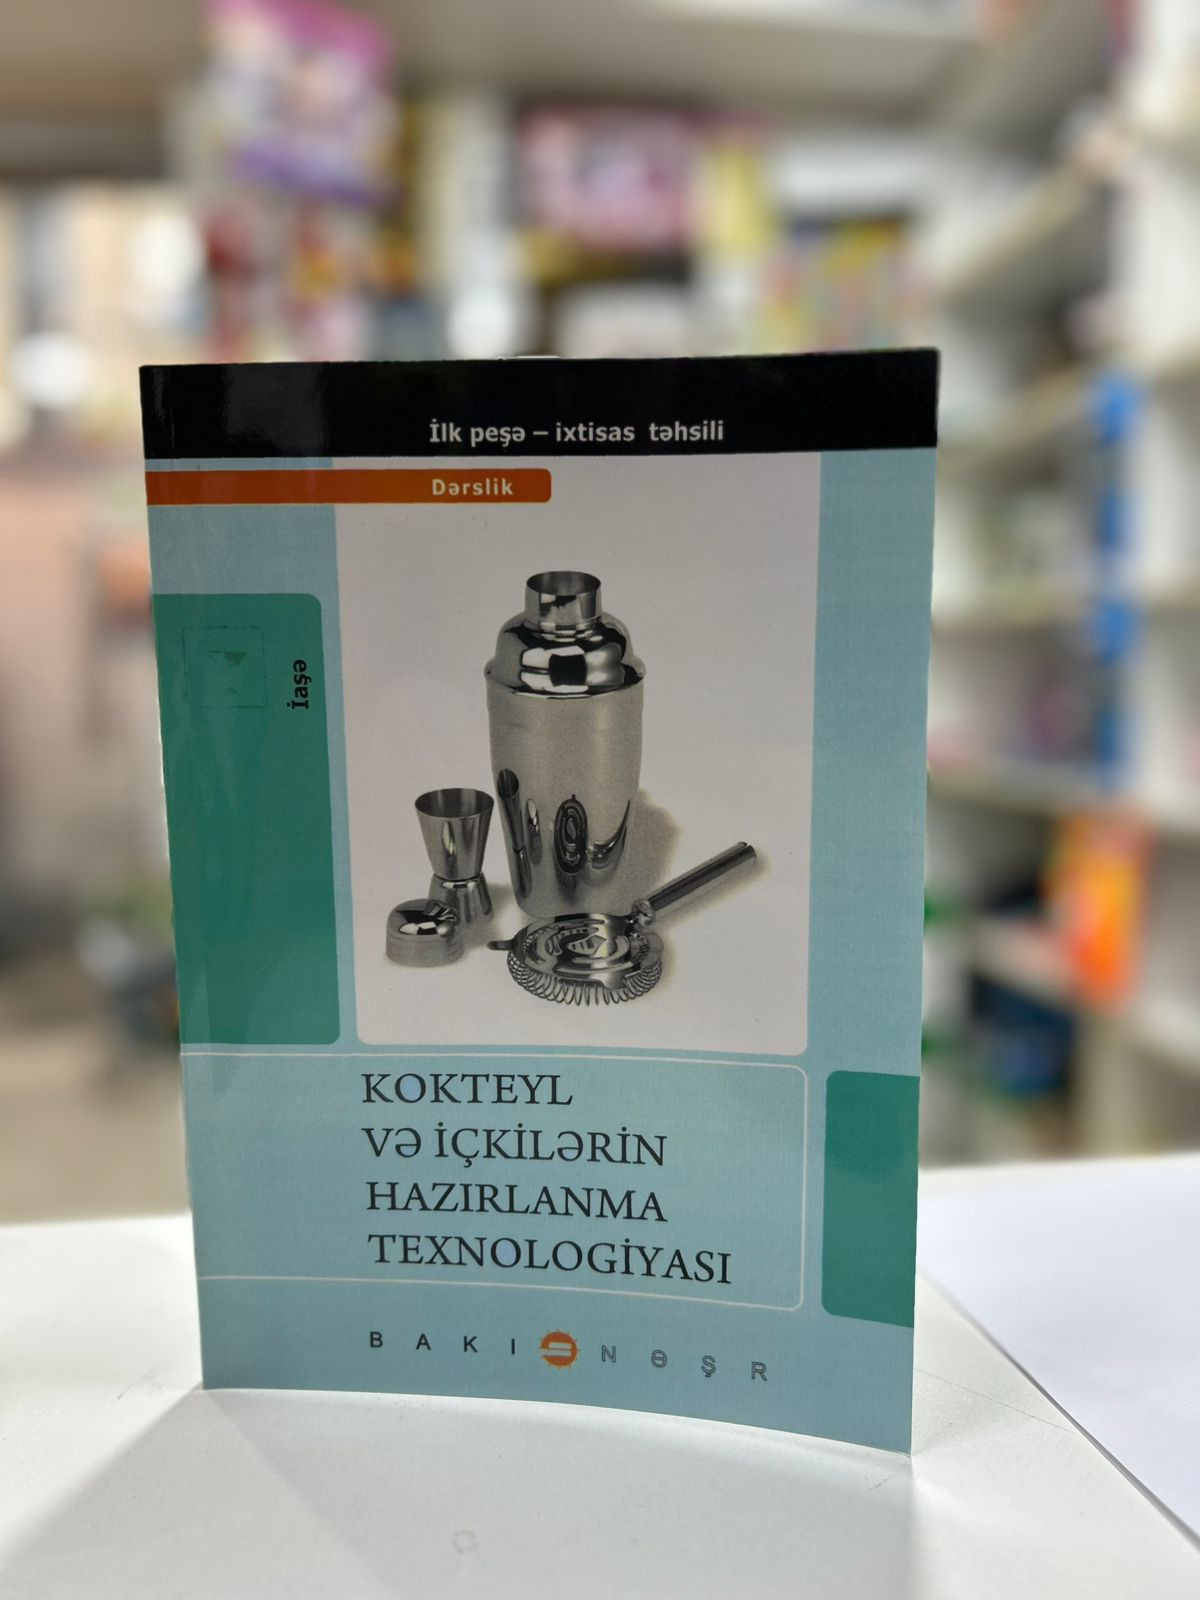 İlk peşə – ixtisas təhsili
Dərslik
İaşə
KOKTEYL
VƏ İÇKİLƏRİN
HAZIRLANMA
TEXNOLOGİYASI
BAKI NƏŞR